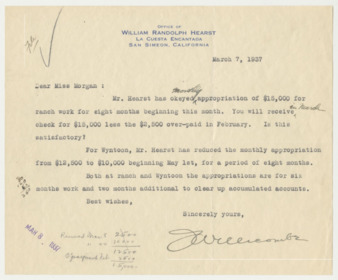 OFFICE OF
WILLIAM RANDOLPH HEARST
LA CUESTA ENCANTADA
SAN SIMEON, CALIFORNIA
March 7, 1937
Dear Miss Morgan:
monthly
Mr. Hearst has okeyed appropriation of $15,000 for
ranch work for eight months beginning this month. You will receive in March
check for $15,000 less the $2,500 over-paid in February. Is this
satisfactory?
For Wyntoon, Mr. Hearst has reduced the monthly appropriation
from $12,500 to $10,000 beginning May 1st, for a period of eight months.
Both at ranch and Wyntoon the appropriations are for six
months work and two months additional to clear up accumulated accounts.
Best wishes,
Sincerely yours,
JWillicombe
MAR 8 1937